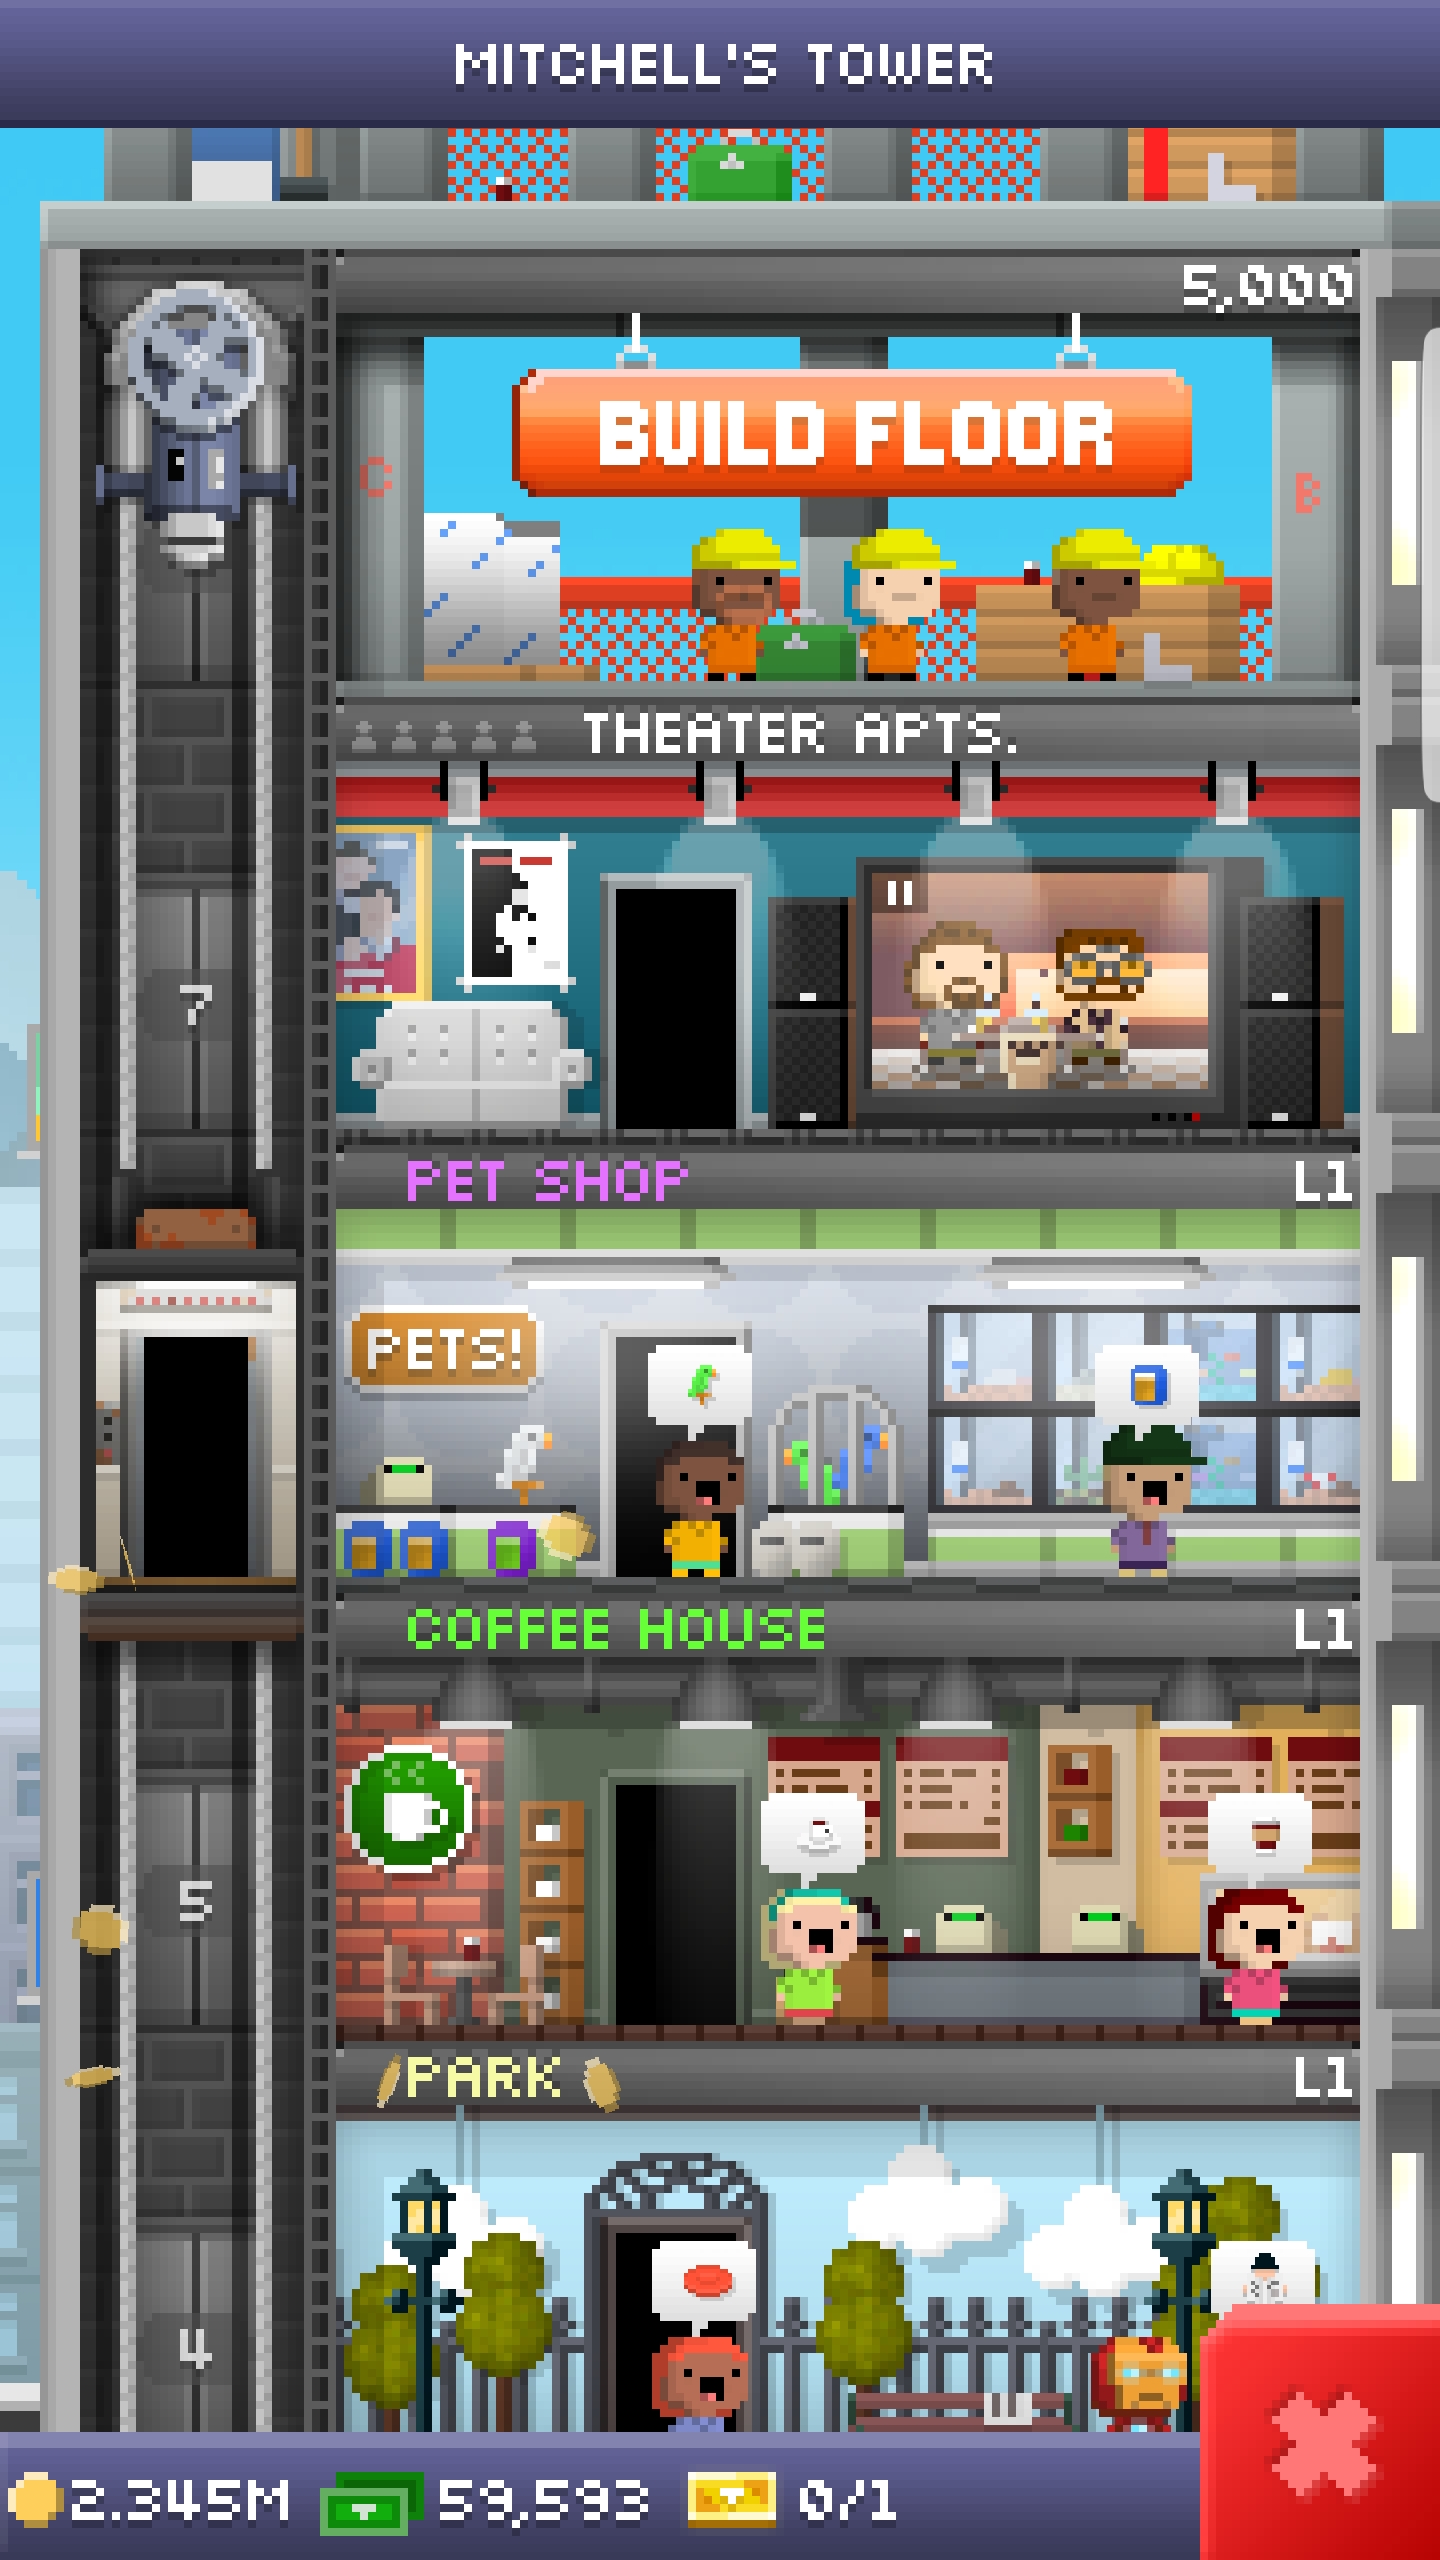 MITCHELL'S TOWER
5,000
C
BUILD FLOOR
B
THEATER APTS.
7
PET SHOP L1
PETS!
COFFEE HOUSE L1
5
PARK L1
4
2.345M 59,593 0/1